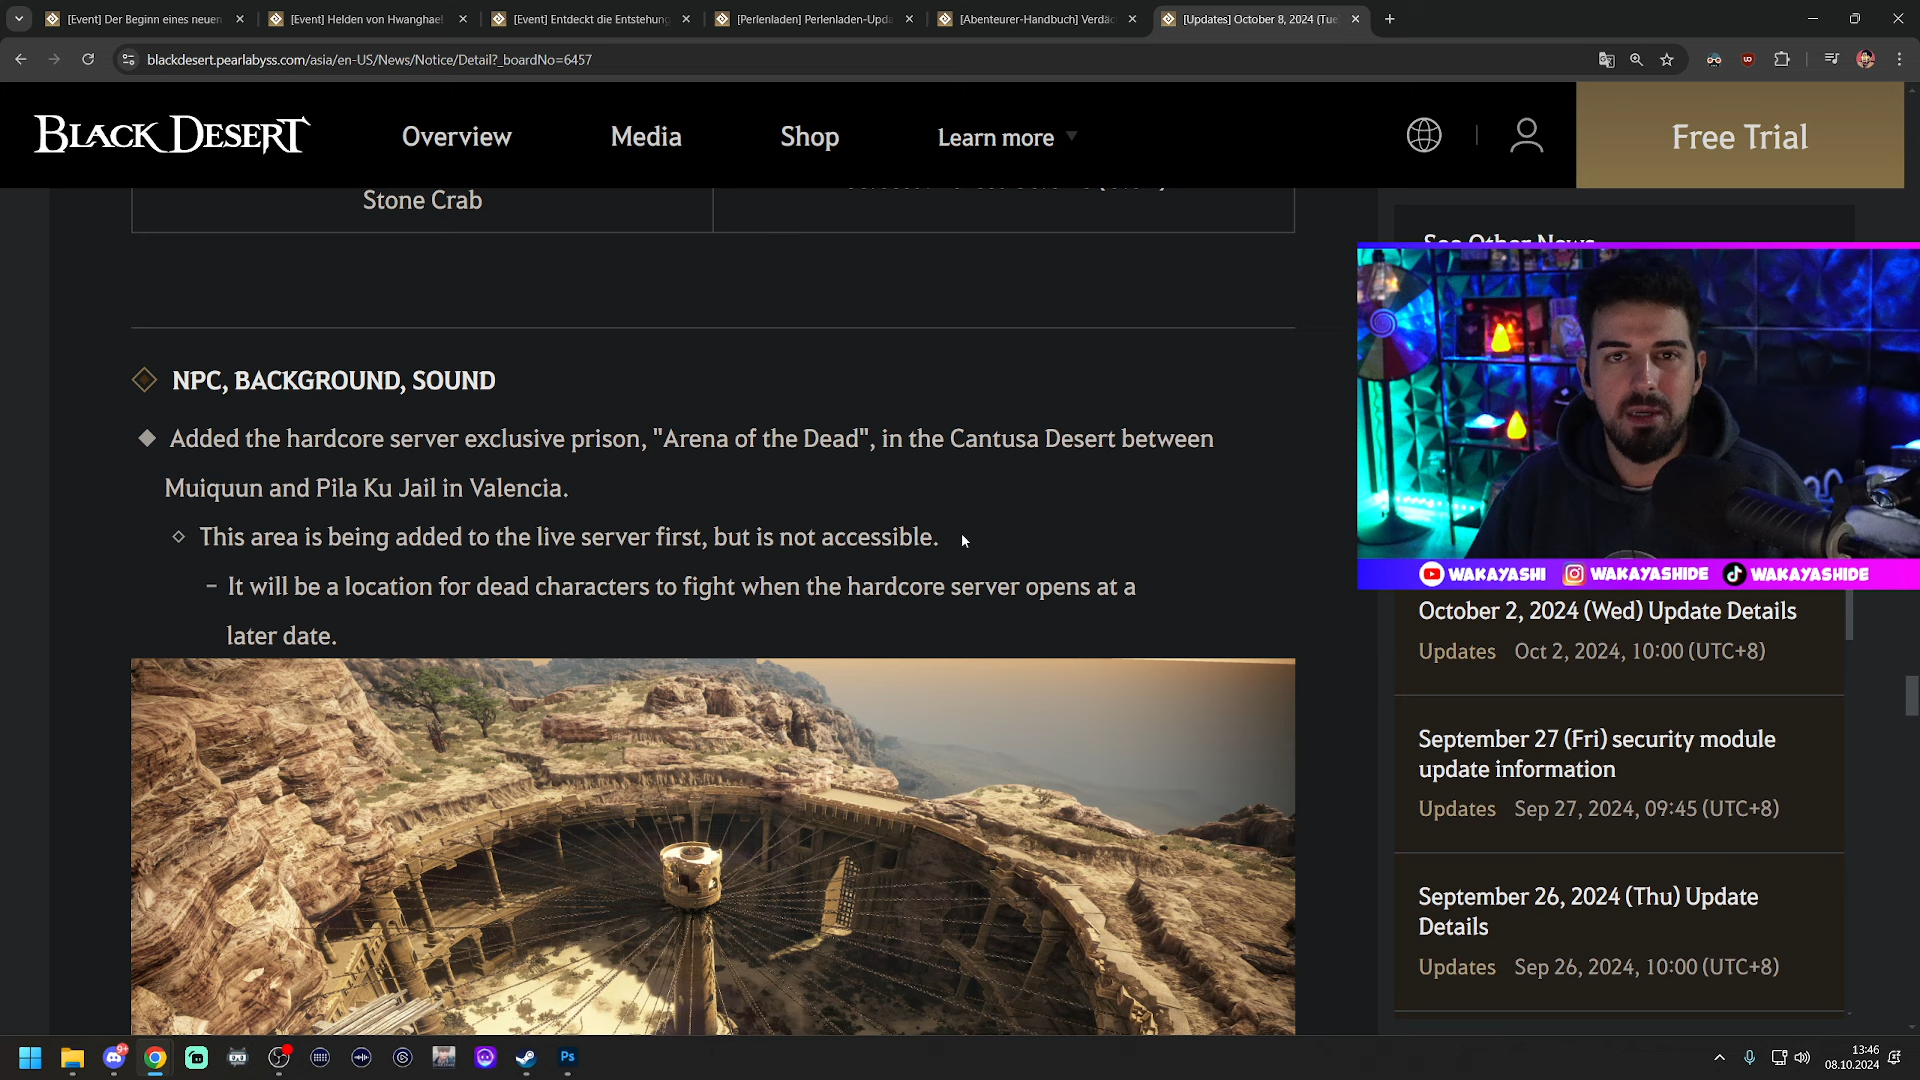 [Event] Der Beginn eines neuen
[Event] Helden von Hwanghae!
[Event] Entdeckt die Entstehung
[Perlenladen] Perlenladen-Upda
[Abenteurer-Handbuch] Verdäc
[Updates] October 8, 2024 (Tue
blackdesert.pearlabyss.com/asia/en-US/News/Notice/Detail?_boardNo=6457
BLACK DESERT
Overview
Media
Shop
Learn more
Free Trial
Stone Crab
See Other News
NPC, BACKGROUND, SOUND
Added the hardcore server exclusive prison, "Arena of the Dead", in the Cantusa Desert between
Muiquun and Pila Ku Jail in Valencia.
This area is being added to the live server first, but is not accessible.
– It will be a location for dead characters to fight when the hardcore server opens at a
later date.
WAKAYASHI
WAKAYASHIDE
WAKAYASHIDE
October 2, 2024 (Wed) Update Details
Updates Oct 2, 2024, 10:00 (UTC+8)
September 27 (Fri) security module
update information
Updates Sep 27, 2024, 09:45 (UTC+8)
September 26, 2024 (Thu) Update
Details
Updates Sep 26, 2024, 10:00 (UTC+8)
9+
Ps
13:46
08.10.2024